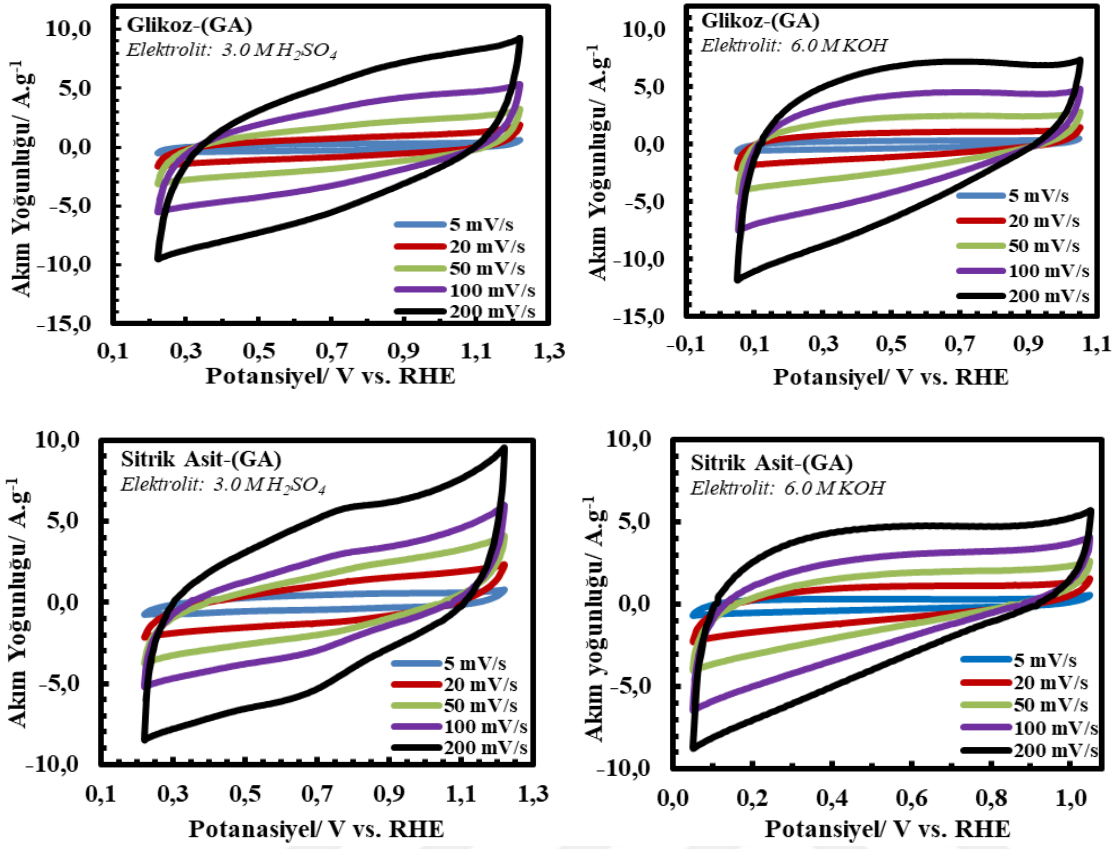 Glikoz-(GA)
Elektrolit: 3.0 M H₂SO₄
Akım Yoğunluğu/ A.g⁻¹
10,0
5,0
0,0
-5,0
-10,0
-15,0
5 mV/s
20 mV/s
50 mV/s
100 mV/s
200 mV/s
0,1 0,3 0,5 0,7 0,9 1,1 1,3
Potansiyel/ V vs. RHE
Glikoz-(GA)
Elektrolit: 6.0 M KOH
Akım Yoğunluğu/ A.g⁻¹
10,0
5,0
0,0
-5,0
-10,0
-15,0
5 mV/s
20 mV/s
50 mV/s
100 mV/s
200 mV/s
-0,1 0,1 0,3 0,5 0,7 0,9 1,1
Potansiyel/ V vs. RHE
Sitrik Asit-(GA)
Elektrolit: 3.0 M H₂SO₄
Akım Yoğunluğu/ A.g⁻¹
10,0
5,0
0,0
-5,0
-10,0
5 mV/s
20 mV/s
50 mV/s
100 mV/s
200 mV/s
0,1 0,3 0,5 0,7 0,9 1,1 1,3
Potanasiyel/ V vs. RHE
Sitrik Asit-(GA)
Elektrolit: 6.0 M KOH
Akım yoğunluğu/ A.g⁻¹
10,0
5,0
0,0
-5,0
-10,0
5 mV/s
20 mV/s
50 mV/s
100 mV/s
200 mV/s
0,0 0,2 0,4 0,6 0,8 1,0
Potansiyel/ V vs. RHE